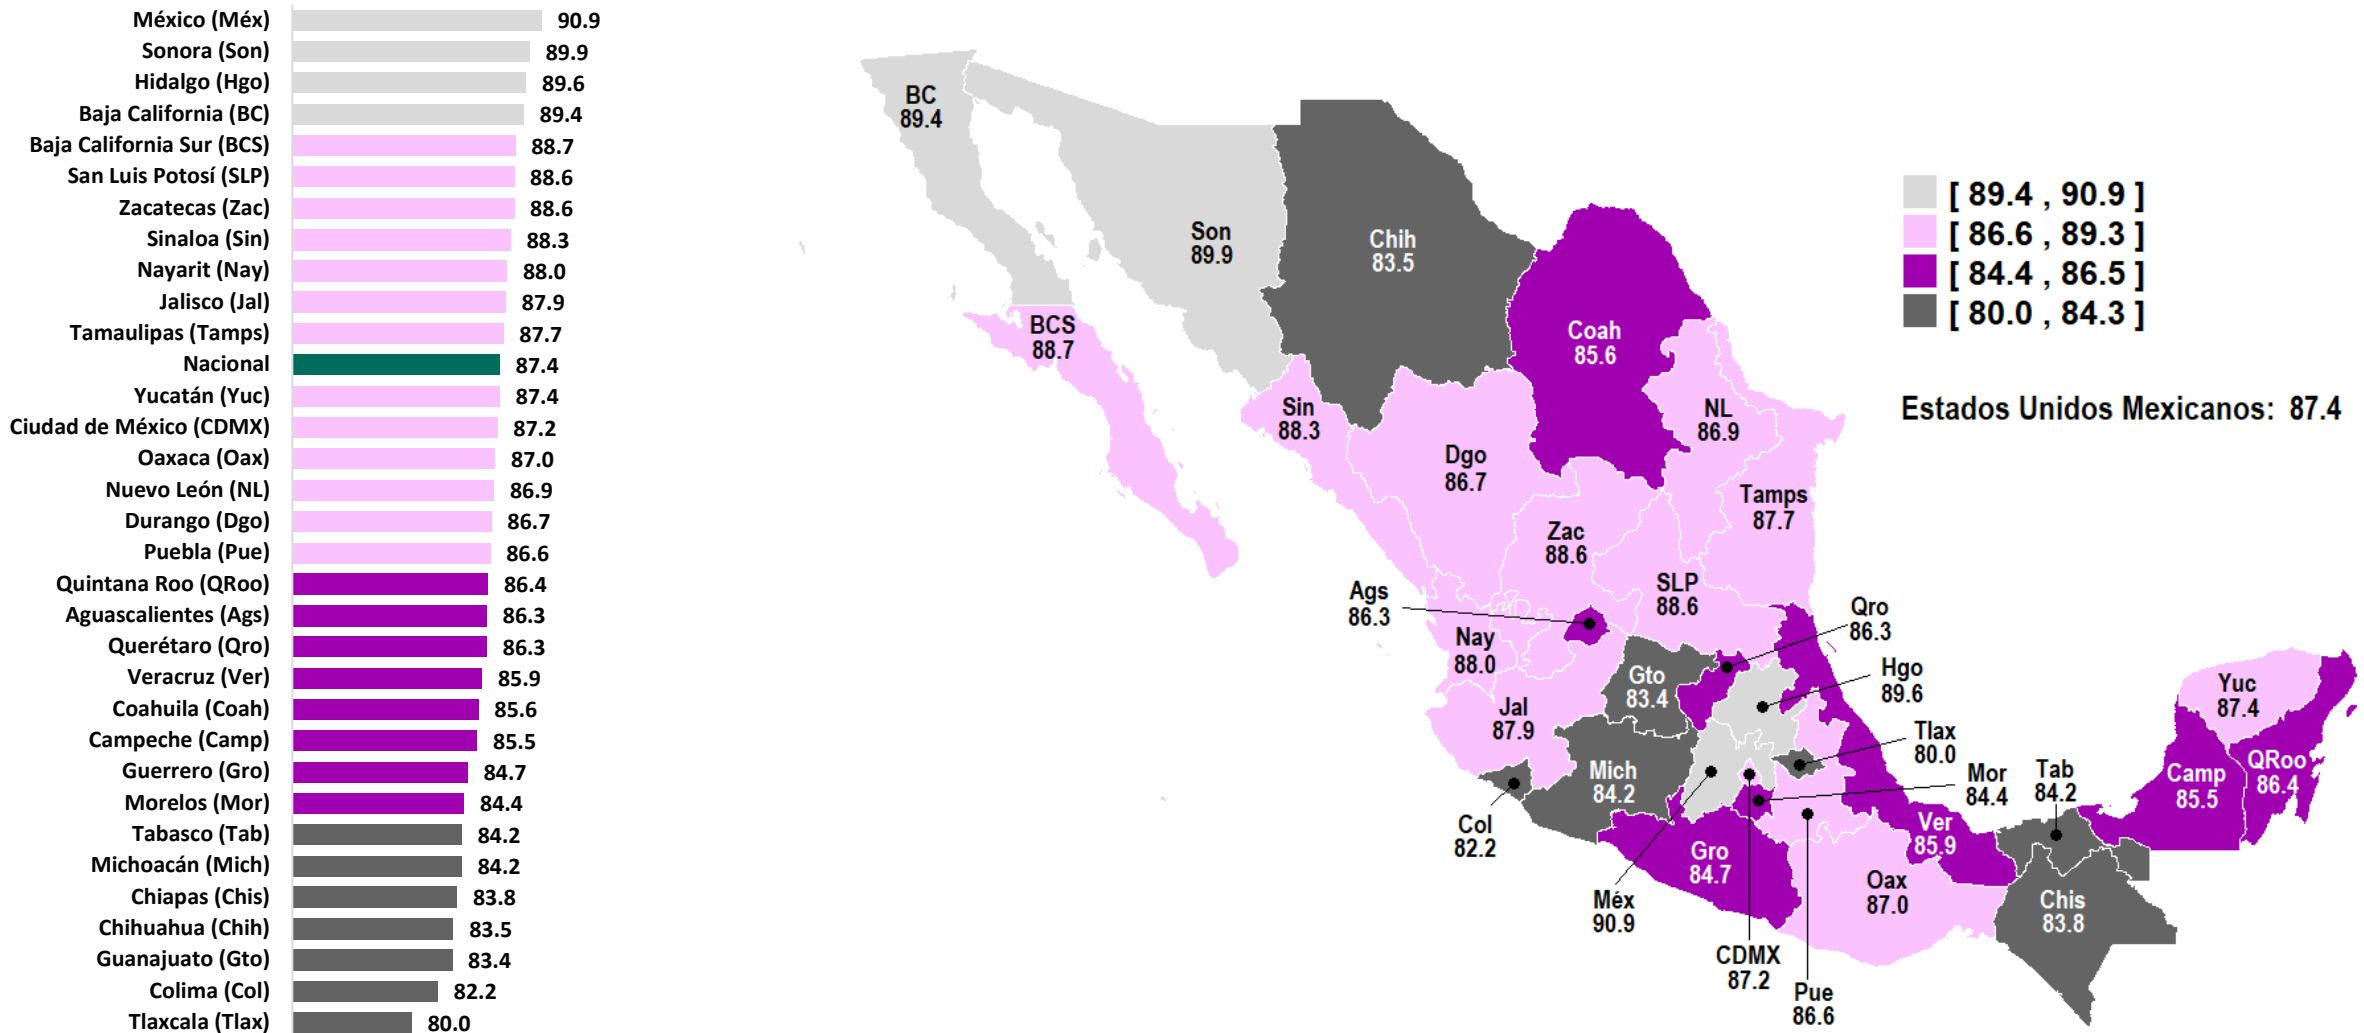 México (Méx) 90.9
Sonora (Son) 89.9
Hidalgo (Hgo) 89.6
Baja California (BC) 89.4
Baja California Sur (BCS) 88.7
San Luis Potosí (SLP) 88.6
Zacatecas (Zac) 88.6
Sinaloa (Sin) 88.3
Nayarit (Nay) 88.0
Jalisco (Jal) 87.9
Tamaulipas (Tamps) 87.7
Nacional 87.4
Yucatán (Yuc) 87.4
Ciudad de México (CDMX) 87.2
Oaxaca (Oax) 87.0
Nuevo León (NL) 86.9
Durango (Dgo) 86.7
Puebla (Pue) 86.6
Quintana Roo (QRoo) 86.4
Aguascalientes (Ags) 86.3
Querétaro (Qro) 86.3
Veracruz (Ver) 85.9
Coahuila (Coah) 85.6
Campeche (Camp) 85.5
Guerrero (Gro) 84.7
Morelos (Mor) 84.4
Tabasco (Tab) 84.2
Michoacán (Mich) 84.2
Chiapas (Chis) 83.8
Chihuahua (Chih) 83.5
Guanajuato (Gto) 83.4
Colima (Col) 82.2
Tlaxcala (Tlax) 80.0
BC
89.4
Son
89.9
Chih
83.5
BCS
88.7
Coah
85.6
Sin
88.3
NL
86.9
Dgo
86.7
Tamps
87.7
Zac
88.6
SLP
88.6
Ags
86.3
Qro
86.3
Nay
88.0
Gto
83.4
Hgo
89.6
Jal
87.9
Tlax
80.0
Mich
84.2
Mor
84.4
Tab
84.2
Yuc
87.4
QRoo
86.4
Camp
85.5
Col
82.2
Ver
85.9
Gro
84.7
Oax
87.0
Chis
83.8
Méx
90.9
CDMX
87.2
Pue
86.6
[ 89.4 , 90.9 ]
[ 86.6 , 89.3 ]
[ 84.4 , 86.5 ]
[ 80.0 , 84.3 ]
Estados Unidos Mexicanos: 87.4